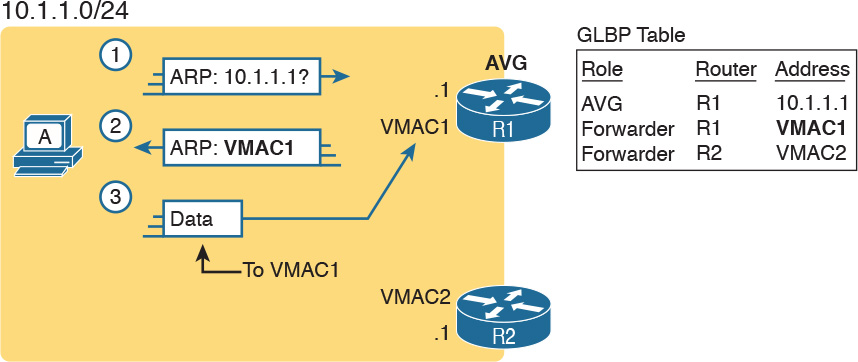 10.1.1.0/24
1
ARP: 10.1.1.1?
2
A
ARP: VMAC1
3
Data
To VMAC1
AVG
.1
VMAC1
R1
VMAC2
.1
R2
GLBP Table
Role Router Address
AVG R1 10.1.1.1
Forwarder R1 VMAC1
Forwarder R2 VMAC2